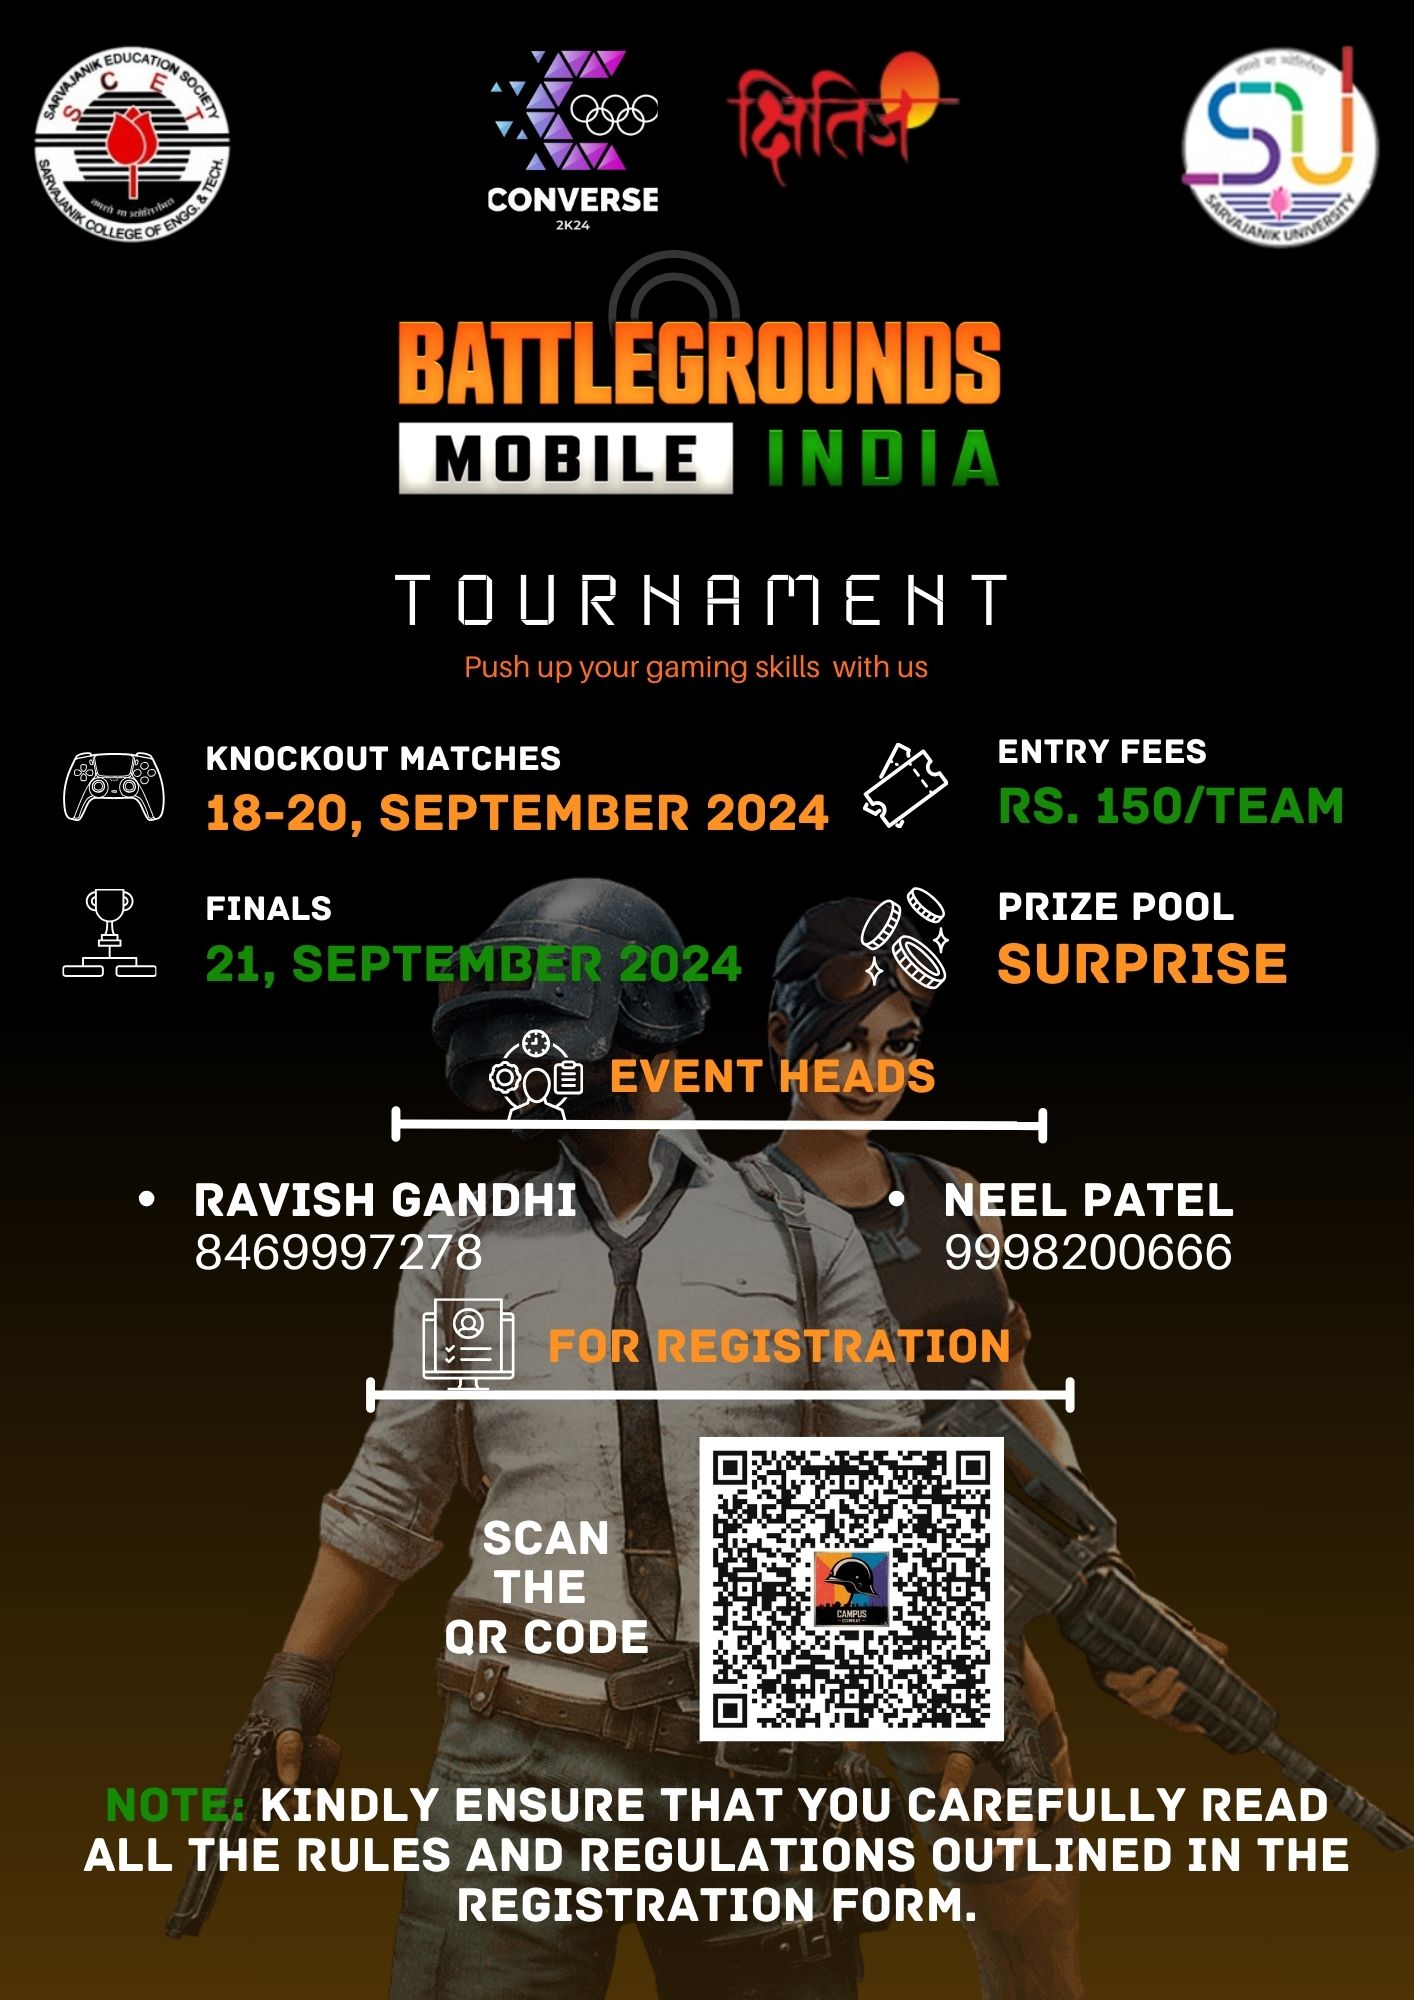 SARVAJANIK EDUCATION SOCIETY
S C E T
SARVAJANIK COLLEGE OF ENGG. & TECH.
CONVERSE
2K24
क्षितिज
SU
SARVAJANIK UNIVERSITY
BATTLEGROUNDS
MOBILE INDIA
TOURNAMENT
Push up your gaming skills with us
KNOCKOUT MATCHES
18-20, SEPTEMBER 2024
ENTRY FEES
RS. 150/TEAM
FINALS
21, SEPTEMBER 2024
PRIZE POOL
SURPRISE
EVENT HEADS
• RAVISH GANDHI
8469997278
• NEEL PATEL
9998200666
FOR REGISTRATION
SCAN
THE
QR CODE
CAMPUS
COMBAT
NOTE: KINDLY ENSURE THAT YOU CAREFULLY READ
ALL THE RULES AND REGULATIONS OUTLINED IN THE
REGISTRATION FORM.